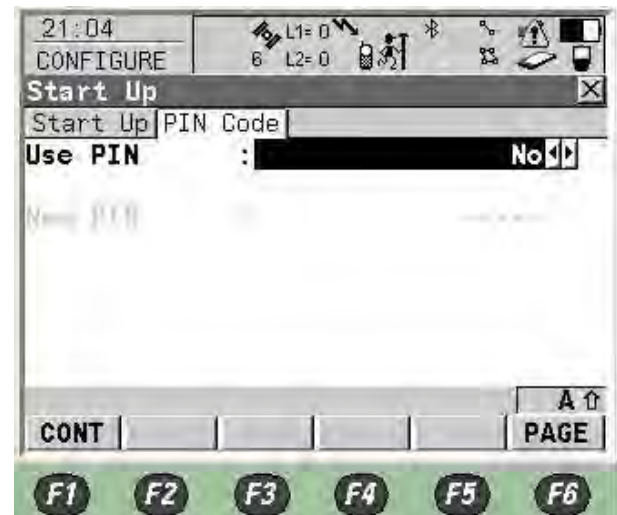 21:04
CONFIGURE
L1= 0
6 L2= 0
Start Up
Start Up PIN Code
Use PIN : No
New PIN
A
CONT PAGE
F1 F2 F3 F4 F5 F6